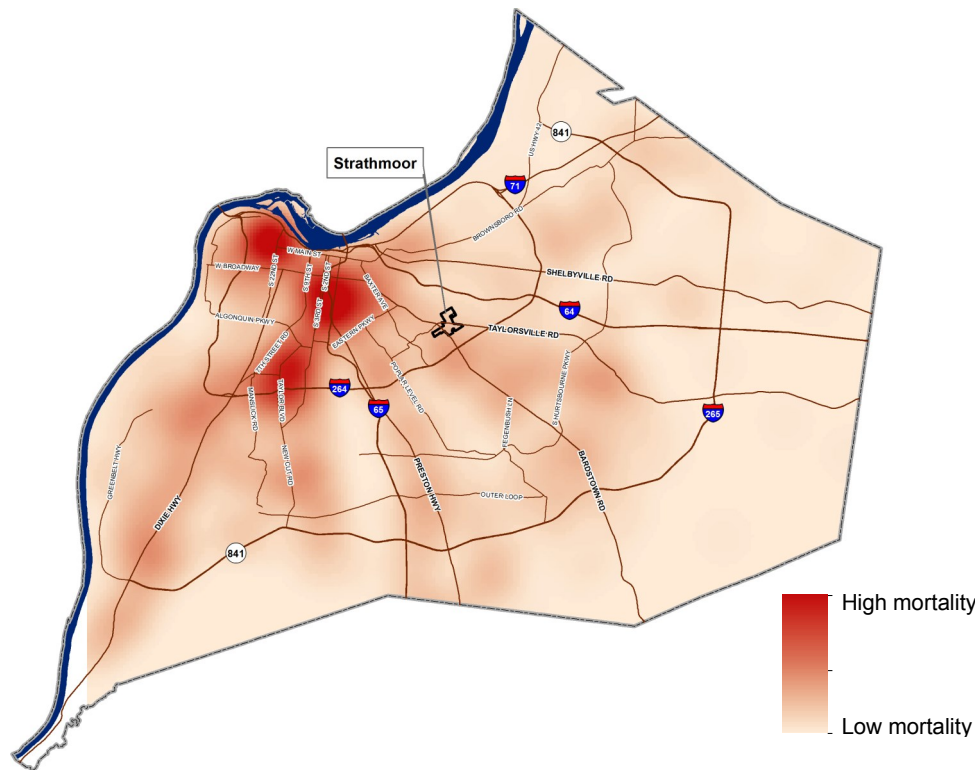 841
US HWY 42
Strathmoor
71
BROWNSBORO RD
W MAIN ST
W BROADWAY
S 22ND ST
S 9TH ST
S 2ND ST
SHELBYVILLE RD
BAXTER AVE
S 3RD ST
64
ALGONQUIN PKWY
EASTERN PKWY
TAYLORSVILLE RD
7TH STREET RD
POPLAR LEVEL RD
S HURTSBOURNE PKWY
264
TAYLOR BLVD
MANSLICK RD
65
FEGENBUSH LN
265
GREENBELT HWY
NEW CUT RD
PRESTON HWY
BARDSTOWN RD
DIXIE HWY
OUTER LOOP
841
High mortality
Low mortality